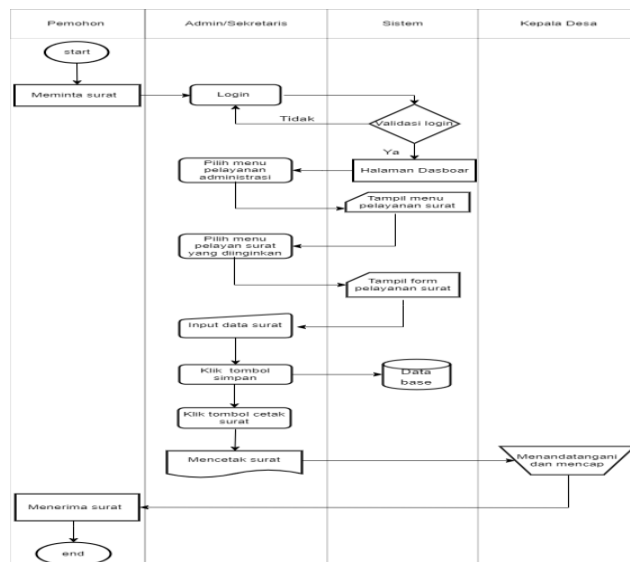 Pemohon
Admin/Sekretaris
Sistem
Kepala Desa
start
Meminta surat
Login
Validasi login
Tidak
Ya
Halaman Dasboar
Pilih menu
pelayanan
administrasi
Tampil menu
pelayanan surat
Pilih menu
pelayan surat
yang diinginkan
Tampil form
pelayanan surat
Input data surat
Klik tombol
simpan
Data
base
Klik tombol cetak
surat
Mencetak surat
Menandatangani
dan mencap
Menerima surat
end